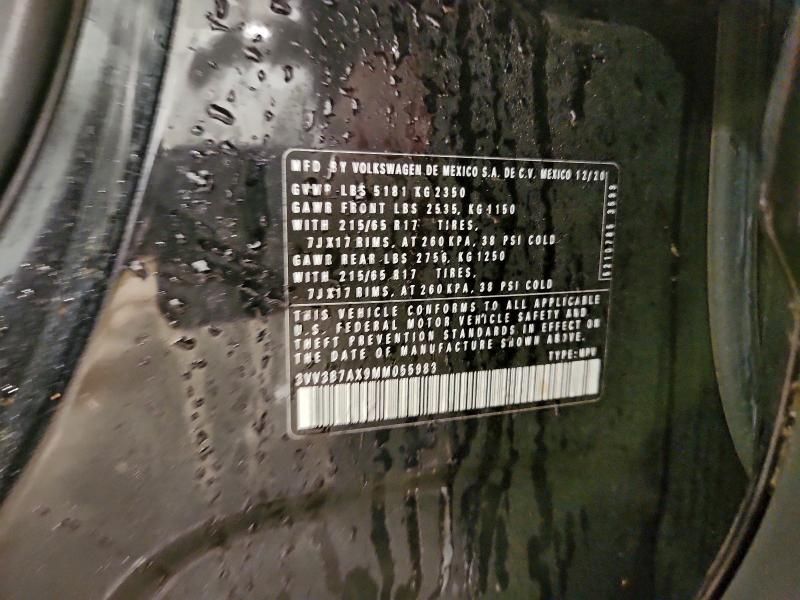 MFD BY VOLKSWAGEN DE MEXICO S.A. DE C.V. MEXICO 12/20
GVWR LBS 5181 KG 2350
GAWR FRONT LBS 2535, KG 1150
WITH 215/65 R17 TIRES,
7JX17 RIMS, AT 260 KPA, 38 PSI COLD
GAWR REAR LBS 2756, KG 1250
WITH 215/65 R17 TIRES,
7JX17 RIMS, AT 260 KPA, 38 PSI COLD
THIS VEHICLE CONFORMS TO ALL APPLICABLE
U.S. FEDERAL MOTOR VEHICLE SAFETY AND
THEFT PREVENTION STANDARDS IN EFFECT ON
THE DATE OF MANUFACTURE SHOWN ABOVE.
TYPE: MPV
3VV3B7AX9MM055983